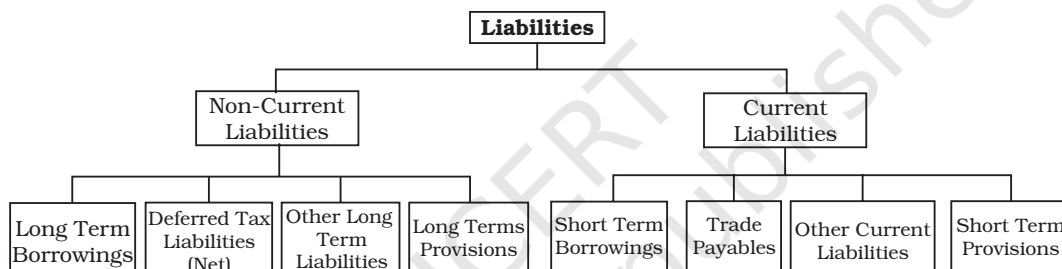 Liabilities
Non-Current
Liabilities
Current
Liabilities
Long Term
Borrowings
Deferred Tax
Liabilities
(Net)
Other Long
Term
Liabilities
Long Terms
Provisions
Short Term
Borrowings
Trade
Payables
Other Current
Liabilities
Short Term
Provisions